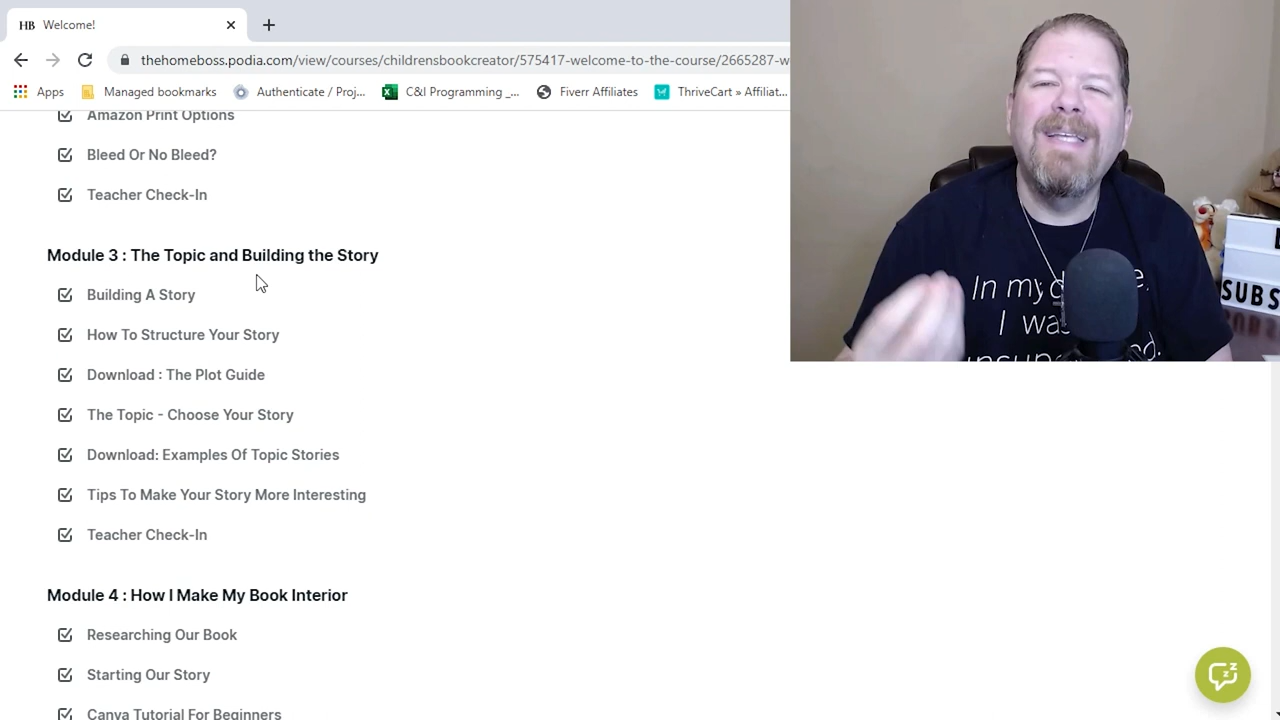 HB Welcome!
thehomeboss.podia.com/view/courses/childrensbookcreator/575417-welcome-to-the-course/2665287-w
Apps Managed bookmarks Authenticate / Proj... C&I Programming _... Fiverr Affiliates ThriveCart » Affiliat...
Amazon Print Options
Bleed Or No Bleed?
Teacher Check-In
Module 3 : The Topic and Building the Story
Building A Story
How To Structure Your Story
Download : The Plot Guide
The Topic - Choose Your Story
Download: Examples Of Topic Stories
Tips To Make Your Story More Interesting
Teacher Check-In
Module 4 : How I Make My Book Interior
Researching Our Book
Starting Our Story
Canva Tutorial For Beginners
In my
I
SUBS